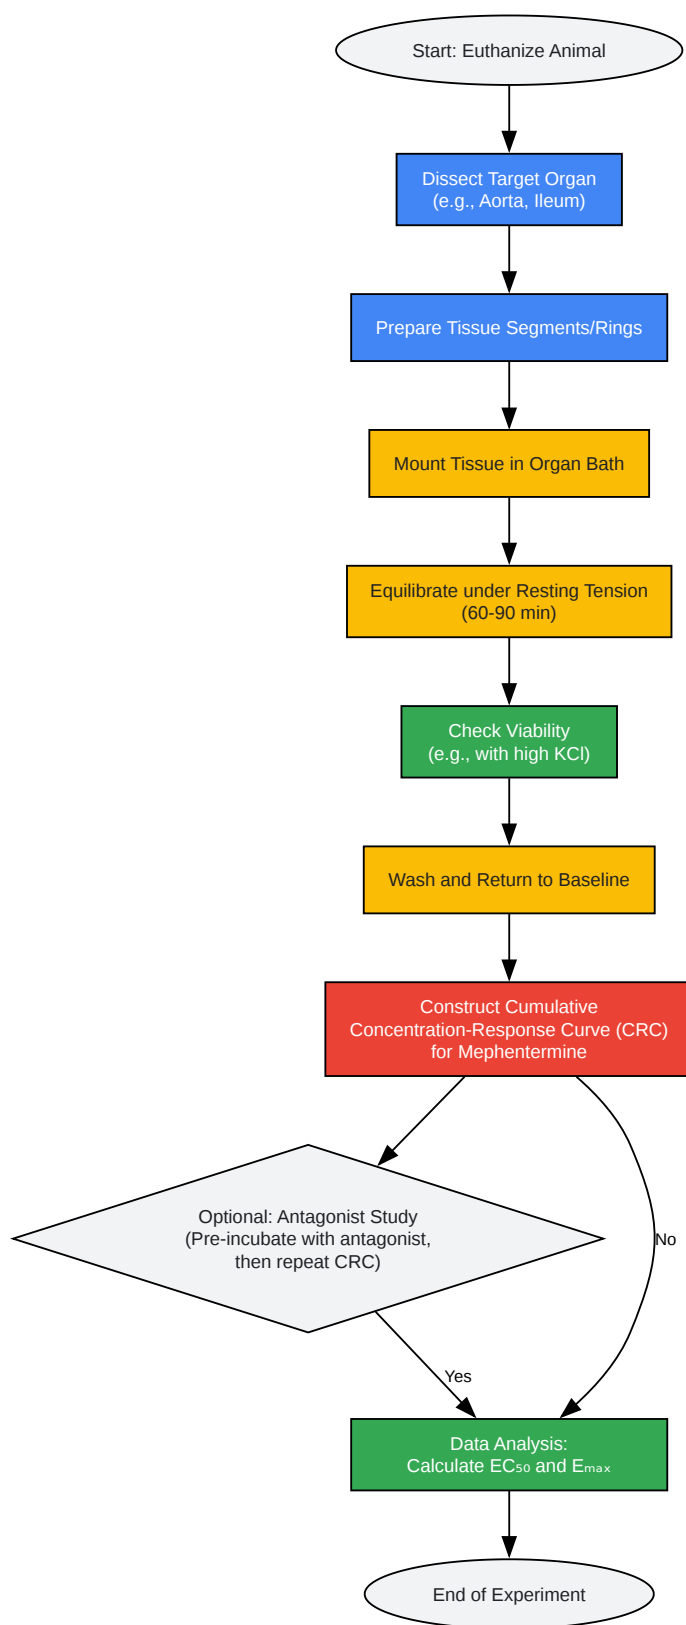 Start: Euthanize Animal
Dissect Target Organ
(e.g., Aorta, Ileum)
Prepare Tissue Segments/Rings
Mount Tissue in Organ Bath
Equilibrate under Resting Tension
(60-90 min)
Check Viability
(e.g., with high KCl)
Wash and Return to Baseline
Construct Cumulative
Concentration-Response Curve (CRC)
for Mephentermine
Optional: Antagonist Study
(Pre-incubate with antagonist,
then repeat CRC)
No
Yes
Data Analysis:
Calculate EC₅₀ and Eₘₐₓ
End of Experiment